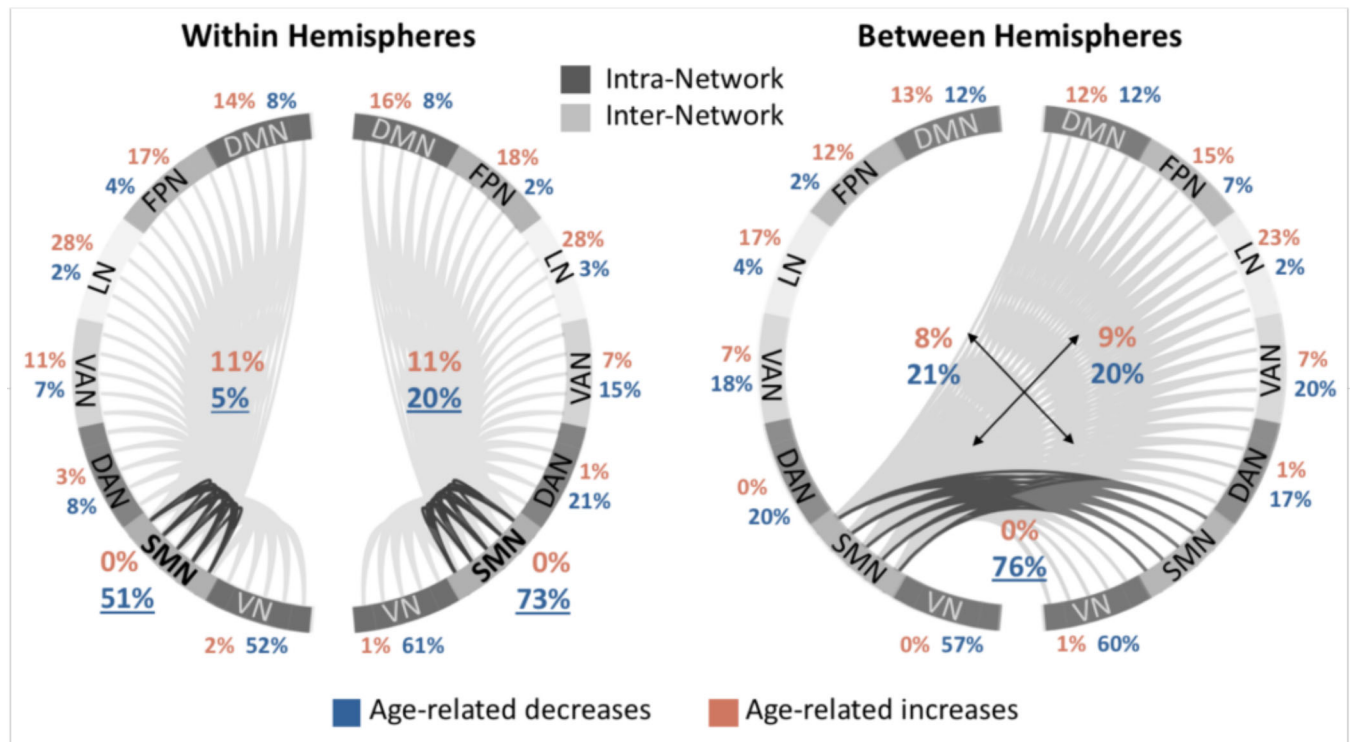 Within Hemispheres
Between Hemispheres
Intra-Network
Inter-Network
14% 8%
DMN
17%
4%
FPN
28%
2%
LN
11%
7%
VAN
3%
8%
DAN
0%
51%
SMN
2% 52%
VN
11%
5%
16% 8%
DMN
18%
2%
FPN
28%
3%
LN
7%
15%
VAN
1%
21%
DAN
0%
73%
SMN
1% 61%
VN
11%
20%
13% 12%
DMN
12%
2%
FPN
17%
4%
LN
7%
18%
VAN
0%
20%
DAN
SMN
0% 57%
VN
8%
21%
12% 12%
DMN
15%
7%
FPN
23%
2%
LN
7%
20%
VAN
1%
17%
DAN
SMN
1% 60%
VN
9%
20%
0%
76%
Age-related decreases
Age-related increases